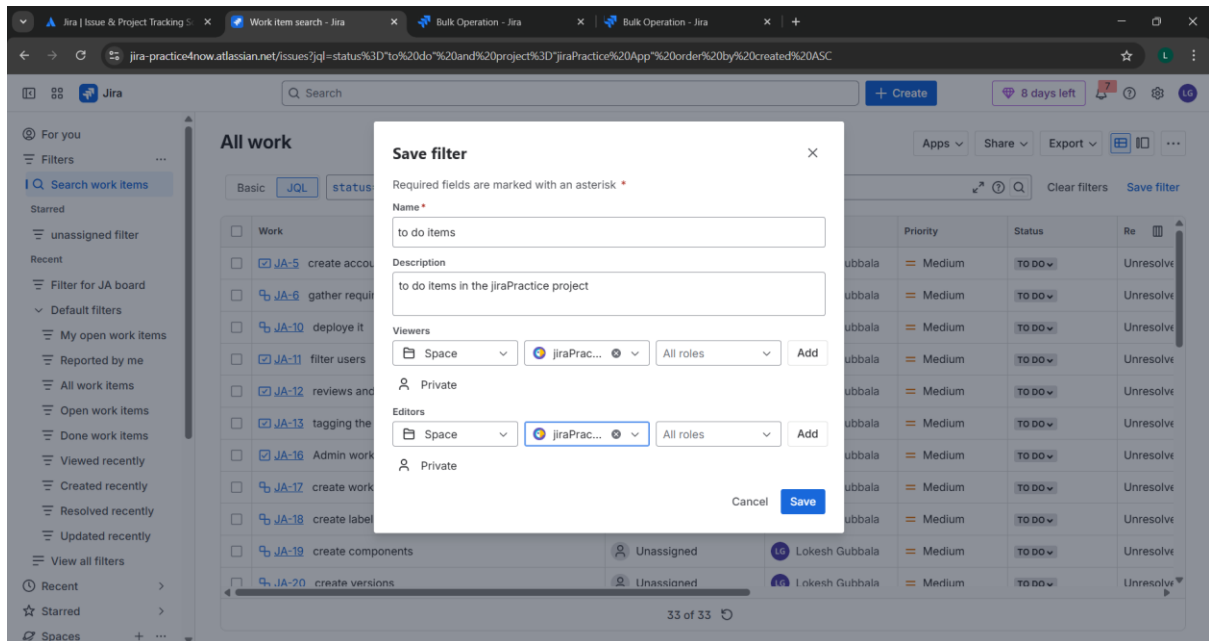 Jira | Issue & Project Tracking S
Work item search - Jira
Bulk Operation - Jira
Bulk Operation - Jira
jira-practice4now.atlassian.net/issues?jql=status%3D"to%20do"%20and%20project%3D"jiraPractice%20App"%20order%20by%20created%20ASC
L
Jira
Search
Create
8 days left
7
LG
For you
Filters
Search work items
Starred
unassigned filter
Recent
Filter for JA board
Default filters
My open work items
Reported by me
All work items
Open work items
Done work items
Viewed recently
Created recently
Resolved recently
Updated recently
View all filters
Recent
Starred
Spaces
All work
Apps
Share
Export
Basic
JQL
status
Clear filters
Save filter
Work
Priority
Status
Re
JA-5 create accou
ubbala
Medium
TO DO
Unresolve
JA-6 gather requir
ubbala
Medium
TO DO
Unresolve
JA-10 deploye it
ubbala
Medium
TO DO
Unresolve
JA-11 filter users
ubbala
Medium
TO DO
Unresolve
JA-12 reviews and
ubbala
Medium
TO DO
Unresolve
JA-13 tagging the
ubbala
Medium
TO DO
Unresolve
JA-16 Admin work
ubbala
Medium
TO DO
Unresolve
JA-17 create work
ubbala
Medium
TO DO
Unresolve
JA-18 create label
ubbala
Medium
TO DO
Unresolve
JA-19 create components
Unassigned
LG Lokesh Gubbala
Medium
TO DO
Unresolve
JA-20 create versions
Unassigned
LG Lokesh Gubbala
Medium
TO DO
Unresolve
33 of 33
Save filter
Required fields are marked with an asterisk *
Name *
to do items
Description
to do items in the jiraPractice project
Viewers
Space
jiraPrac...
All roles
Add
Private
Editors
Space
jiraPrac...
All roles
Add
Private
Cancel
Save